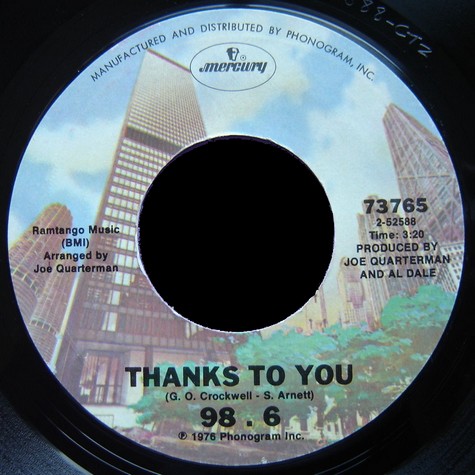 MANUFACTURED AND DISTRIBUTED BY PHONOGRAM, INC.
mercury
73765
2-52588
Time: 3:20
PRODUCED BY
JOE QUARTERMAN
AND AL DALE
Ramtango Music
(BMI)
Arranged by
Joe Quarterman
THANKS TO YOU
(G. O. Crockwell - S. Arnett)
98 . 6
℗ 1976 Phonogram Inc.